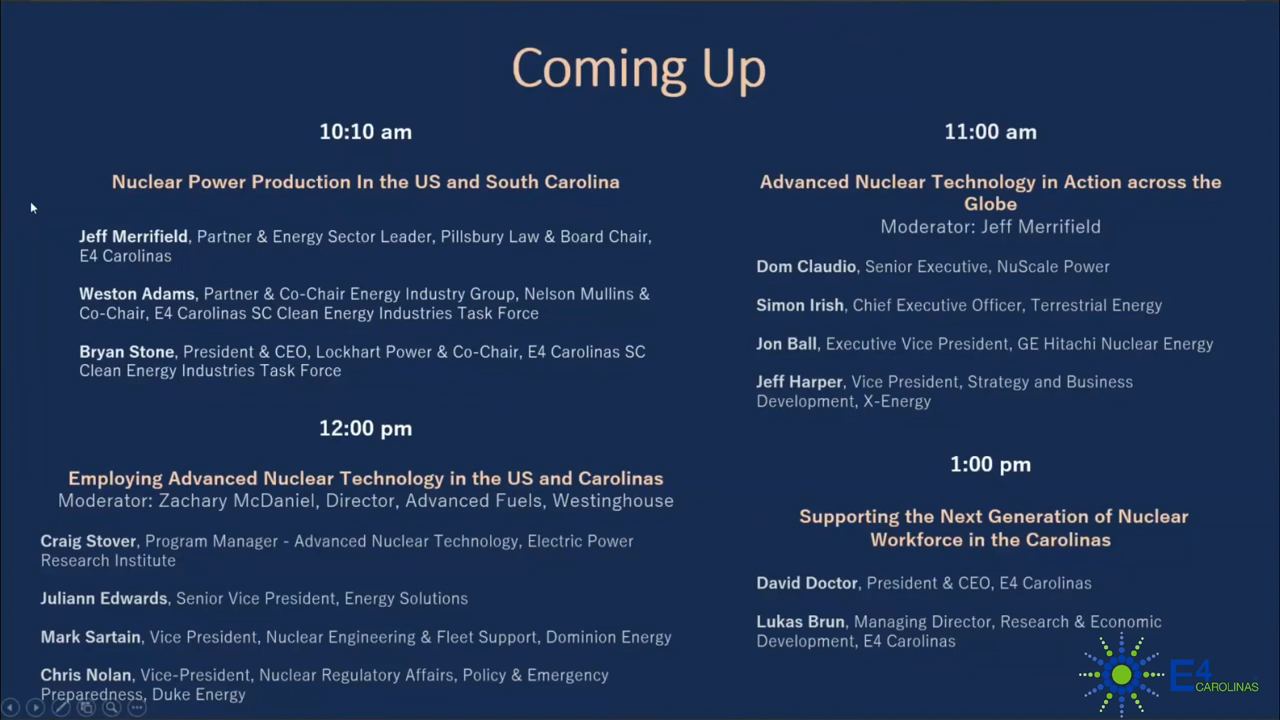 Coming Up
10:10 am
Nuclear Power Production In the US and South Carolina
Jeff Merrifield, Partner & Energy Sector Leader, Pillsbury Law & Board Chair,
E4 Carolinas
Weston Adams, Partner & Co-Chair Energy Industry Group, Nelson Mullins &
Co-Chair, E4 Carolinas SC Clean Energy Industries Task Force
Bryan Stone, President & CEO, Lockhart Power & Co-Chair, E4 Carolinas SC
Clean Energy Industries Task Force
11:00 am
Advanced Nuclear Technology in Action across the
Globe
Moderator: Jeff Merrifield
Dom Claudio, Senior Executive, NuScale Power
Simon Irish, Chief Executive Officer, Terrestrial Energy
Jon Ball, Executive Vice President, GE Hitachi Nuclear Energy
Jeff Harper, Vice President, Strategy and Business
Development, X-Energy
12:00 pm
Employing Advanced Nuclear Technology in the US and Carolinas
Moderator: Zachary McDaniel, Director, Advanced Fuels, Westinghouse
Craig Stover, Program Manager - Advanced Nuclear Technology, Electric Power
Research Institute
Juliann Edwards, Senior Vice President, Energy Solutions
Mark Sartain, Vice President, Nuclear Engineering & Fleet Support, Dominion Energy
Chris Nolan, Vice-President, Nuclear Regulatory Affairs, Policy & Emergency
Preparedness, Duke Energy
1:00 pm
Supporting the Next Generation of Nuclear
Workforce in the Carolinas
David Doctor, President & CEO, E4 Carolinas
Lukas Brun, Managing Director, Research & Economic
Development, E4 Carolinas
E4
CAROLINAS